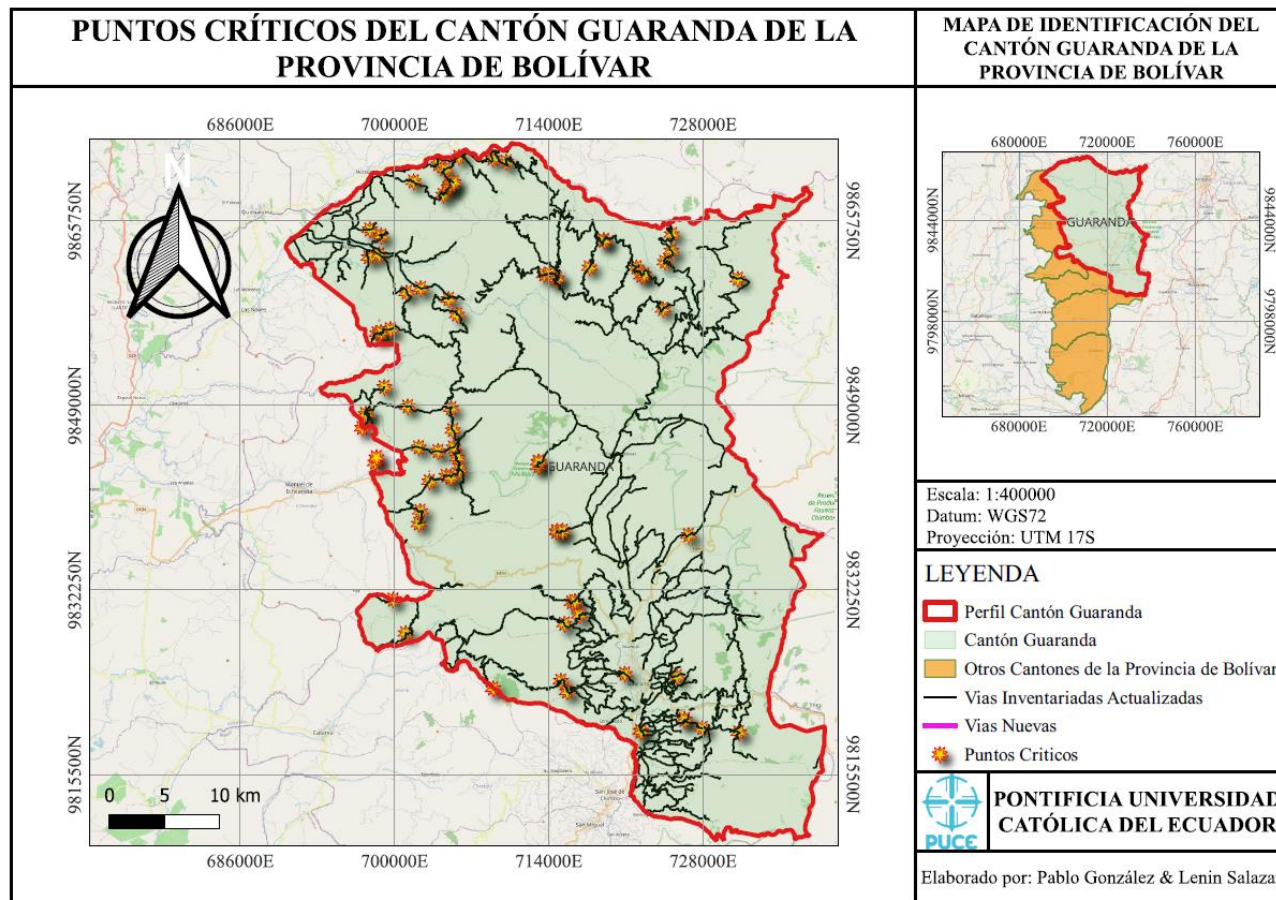 PUNTOS CRÍTICOS DEL CANTÓN GUARANDA DE LA
PROVINCIA DE BOLÍVAR
MAPA DE IDENTIFICACIÓN DEL
CANTÓN GUARANDA DE LA
PROVINCIA DE BOLÍVAR
686000E
700000E
714000E
728000E
N
9865750N
9865750N
9849000N
9849000N
GUARANDA
9832250N
9832250N
9815500N
9815500N
0 5 10 km
686000E
700000E
714000E
728000E
680000E
720000E
760000E
9844000N
GUARANDA
9844000N
9798000N
9798000N
680000E
720000E
760000E
Escala: 1:400000
Datum: WGS72
Proyección: UTM 17S
LEYENDA
Perfil Cantón Guaranda
Cantón Guaranda
Otros Cantones de la Provincia de Bolívar
Vias Inventariadas Actualizadas
Vias Nuevas
Puntos Criticos
PUCE
PONTIFICIA UNIVERSIDAD
CATÓLICA DEL ECUADOR
Elaborado por: Pablo González & Lenin Salaza